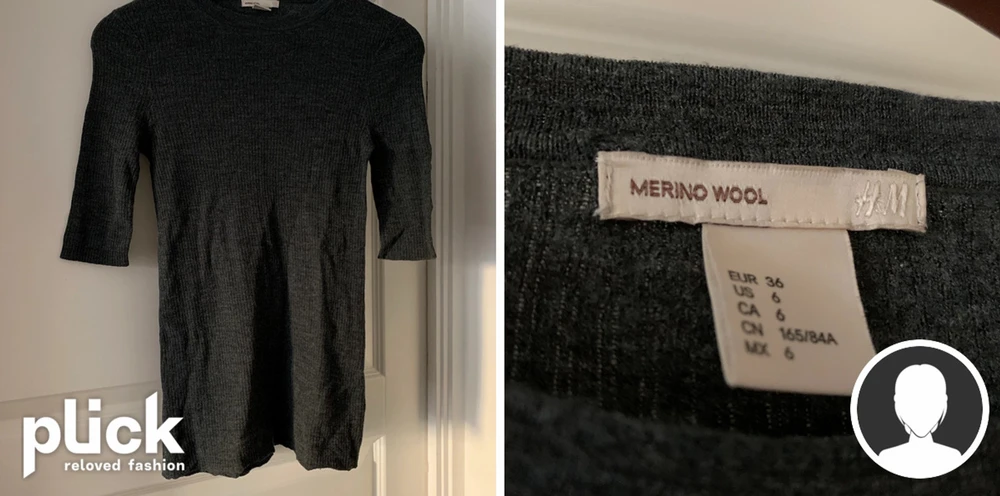 plick
reloved fashion
MERINO WOOL
H&M
EUR 36
US 6
CA 6
CN 165/84A
MX 6